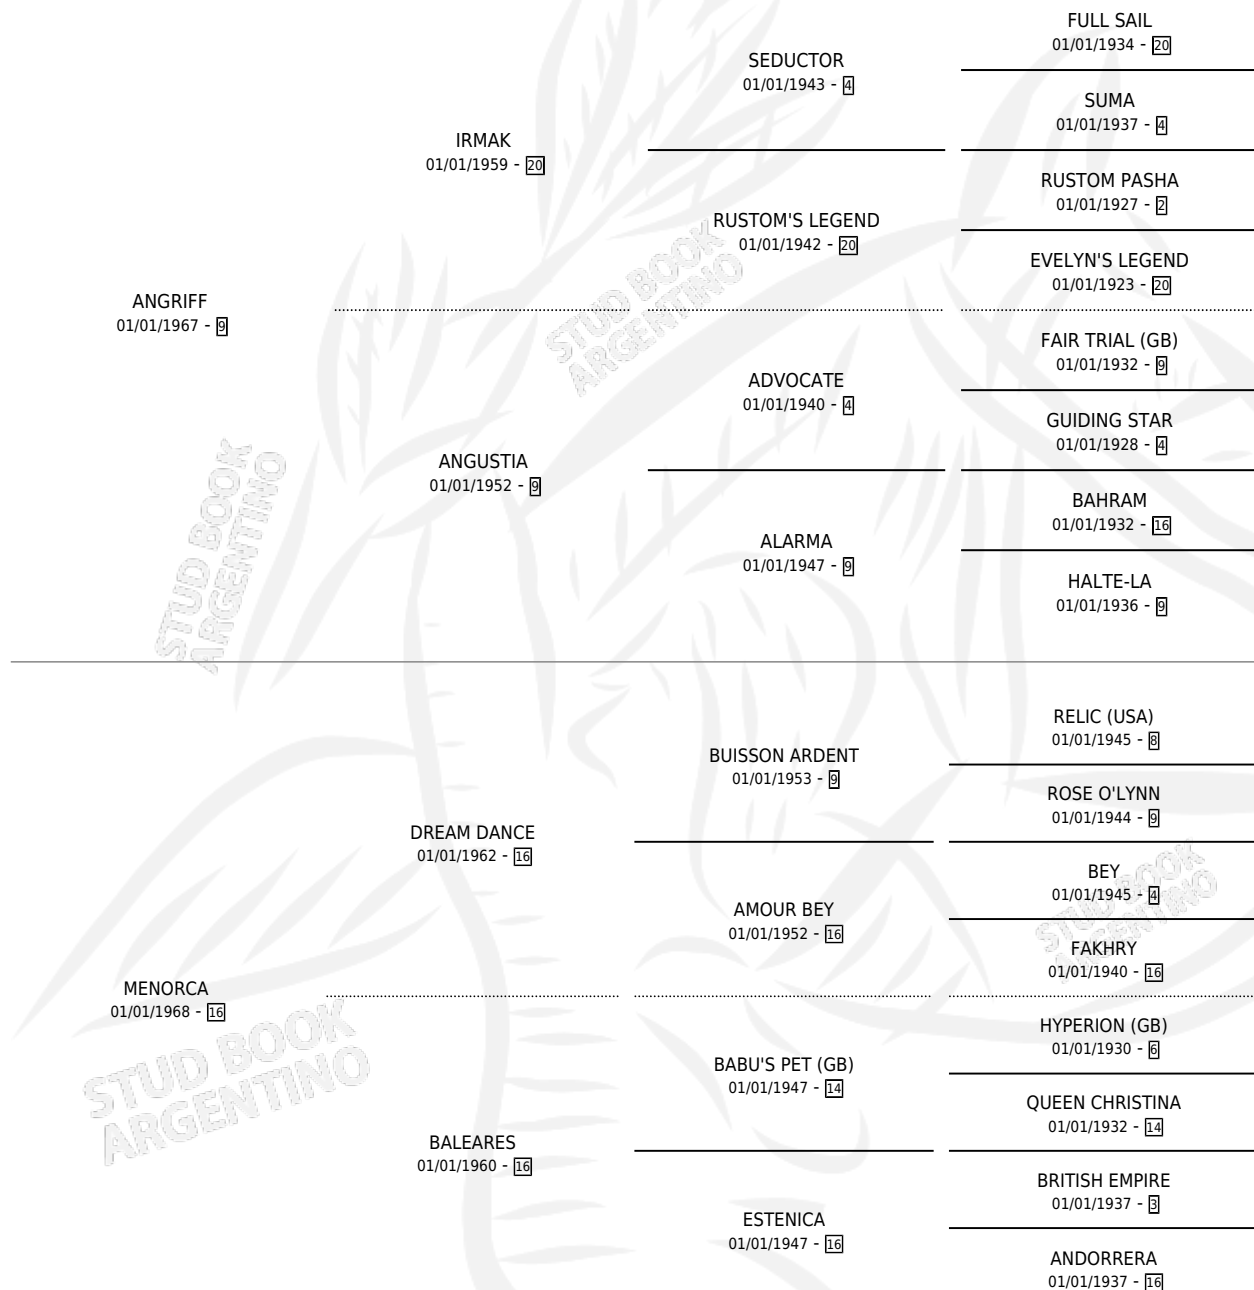 FULL SAIL
01/01/1934 - 20
SEDUCTOR
01/01/1943 - 4
SUMA
01/01/1937 - 4
IRMAK
01/01/1959 - 20
RUSTOM PASHA
01/01/1927 - 2
RUSTOM'S LEGEND
01/01/1942 - 20
EVELYN'S LEGEND
01/01/1923 - 20
ANGRIFF
01/01/1967 - 9
FAIR TRIAL (GB)
01/01/1932 - 9
ADVOCATE
01/01/1940 - 4
GUIDING STAR
01/01/1928 - 4
ANGUSTIA
01/01/1952 - 9
BAHRAM
01/01/1932 - 16
ALARMA
01/01/1947 - 9
HALTE-LA
01/01/1936 - 9
RELIC (USA)
01/01/1945 - 8
BUISSON ARDENT
01/01/1953 - 9
ROSE O'LYNN
01/01/1944 - 9
DREAM DANCE
01/01/1962 - 16
BEY
01/01/1945 - 4
AMOUR BEY
01/01/1952 - 16
FAKHRY
01/01/1940 - 16
MENORCA
01/01/1968 - 16
HYPERION (GB)
01/01/1930 - 6
BABU'S PET (GB)
01/01/1947 - 14
QUEEN CHRISTINA
01/01/1932 - 14
BALEARES
01/01/1960 - 16
BRITISH EMPIRE
01/01/1937 - 3
ESTENICA
01/01/1947 - 16
ANDORRERA
01/01/1937 - 16
STUD BOOK
ARGENTINO
STUD BOOK
ARGENTINO
STUD BOOK
ARGENTINO
STUD BOOK
ARGENTINO